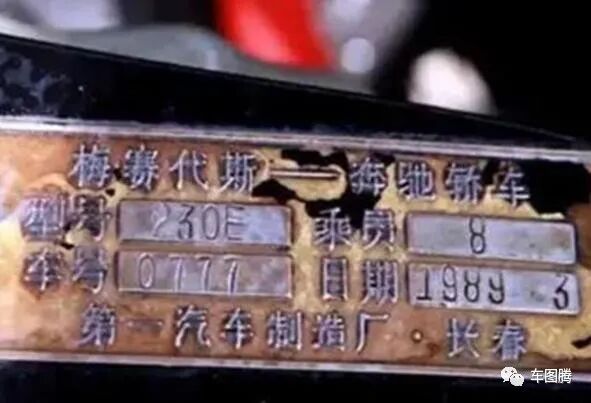 梅赛代斯—奔驰轿车
型号 230E 乘员 8
车号 0777 日期 1989 3
第一汽车制造厂·长春
车图腾